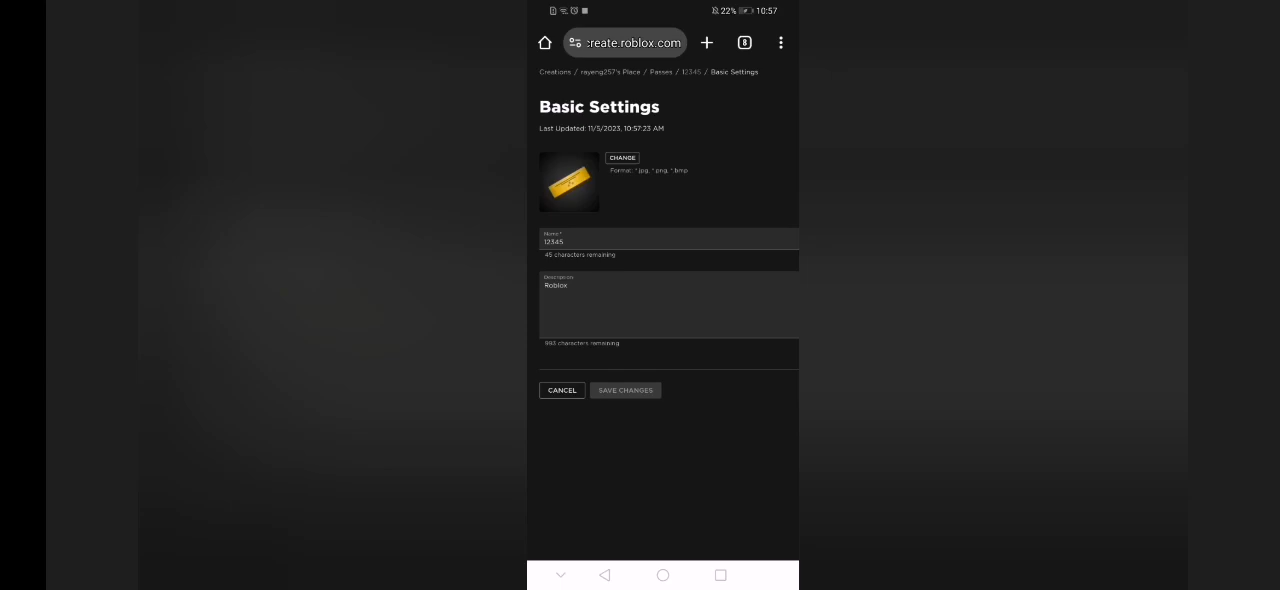 22% 10:57
create.roblox.com 8
Creations / rayeng257's Place / Passes / 12345 / Basic Settings
Basic Settings
Last Updated: 11/5/2023, 10:57:23 AM
CHANGE
Format: *.jpg, *.png, *.bmp
Name*
12345
45 characters remaining
Description
Roblox
993 characters remaining
CANCEL SAVE CHANGES